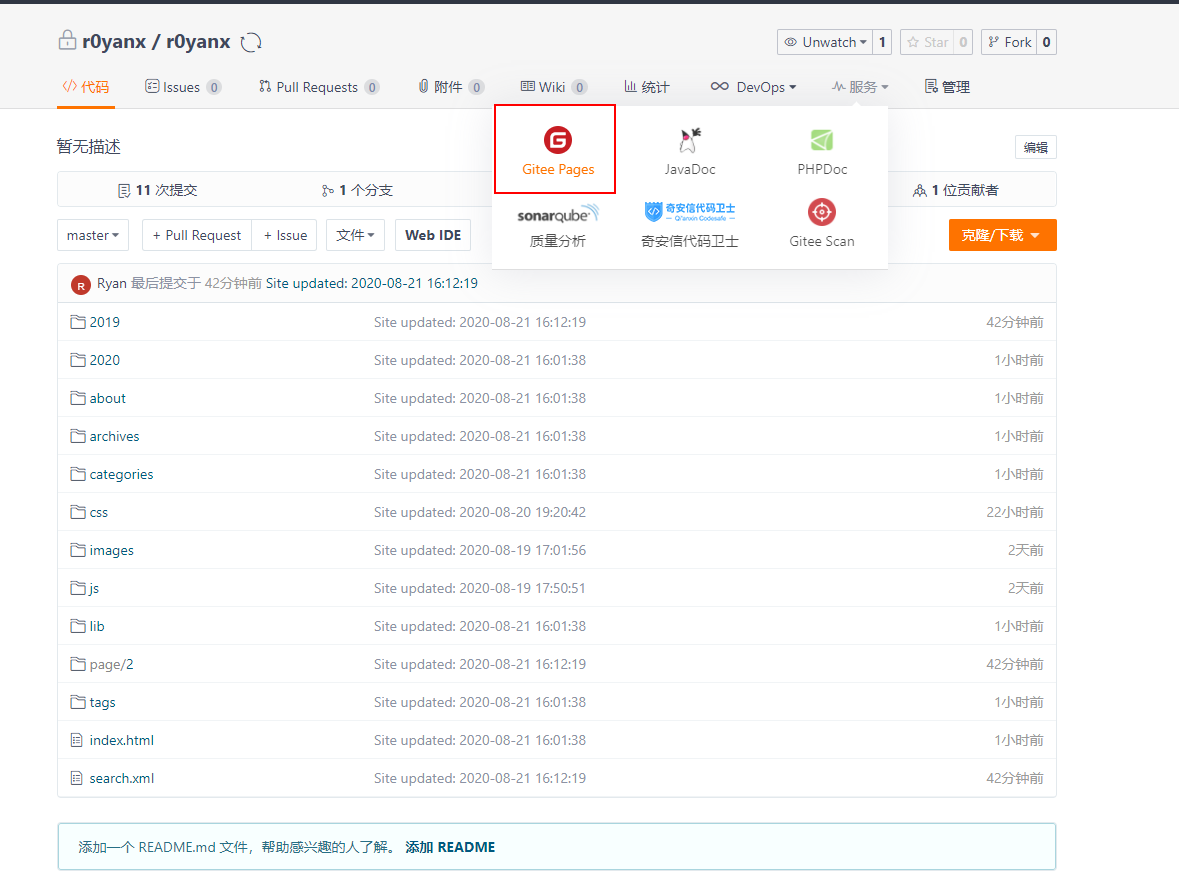 r0yanx / r0yanx
Unwatch 1 Star 0 Fork 0
代码 Issues 0 Pull Requests 0 附件 0 Wiki 0 统计 DevOps 服务 管理
暂无描述
编辑
Gitee Pages JavaDoc PHPDoc
sonarqube 奇安信代码卫士 Qi'anxin Codesafe
质量分析 奇安信代码卫士 Gitee Scan
11 次提交 1 个分支 1 位贡献者
master + Pull Request + Issue 文件 Web IDE 克隆/下载
R Ryan 最后提交于 42分钟前 Site updated: 2020-08-21 16:12:19
2019 Site updated: 2020-08-21 16:12:19 42分钟前
2020 Site updated: 2020-08-21 16:01:38 1小时前
about Site updated: 2020-08-21 16:01:38 1小时前
archives Site updated: 2020-08-21 16:01:38 1小时前
categories Site updated: 2020-08-21 16:01:38 1小时前
css Site updated: 2020-08-20 19:20:42 22小时前
images Site updated: 2020-08-19 17:01:56 2天前
js Site updated: 2020-08-19 17:50:51 2天前
lib Site updated: 2020-08-21 16:01:38 1小时前
page/2 Site updated: 2020-08-21 16:12:19 42分钟前
tags Site updated: 2020-08-21 16:01:38 1小时前
index.html Site updated: 2020-08-21 16:01:38 1小时前
search.xml Site updated: 2020-08-21 16:12:19 42分钟前
添加一个 README.md 文件，帮助感兴趣的人了解。 添加 README